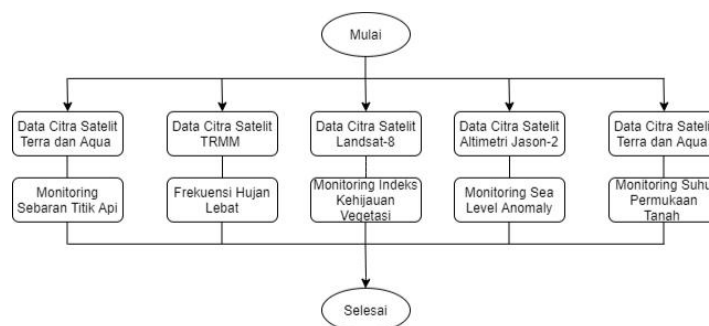 Mulai
Data Citra Satelit
Terra dan Aqua
Data Citra Satelit
TRMM
Data Citra Satelit
Landsat-8
Data Citra Satelit
Altimetri Jason-2
Data Citra Satelit
Terra dan Aqua
Monitoring
Sebaran Titik Api
Frekuensi Hujan
Lebat
Monitoring Indeks
Kehijauan
Vegetasi
Monitoring Sea
Level Anomaly
Monitoring Suhu
Permukaan
Tanah
Selesai